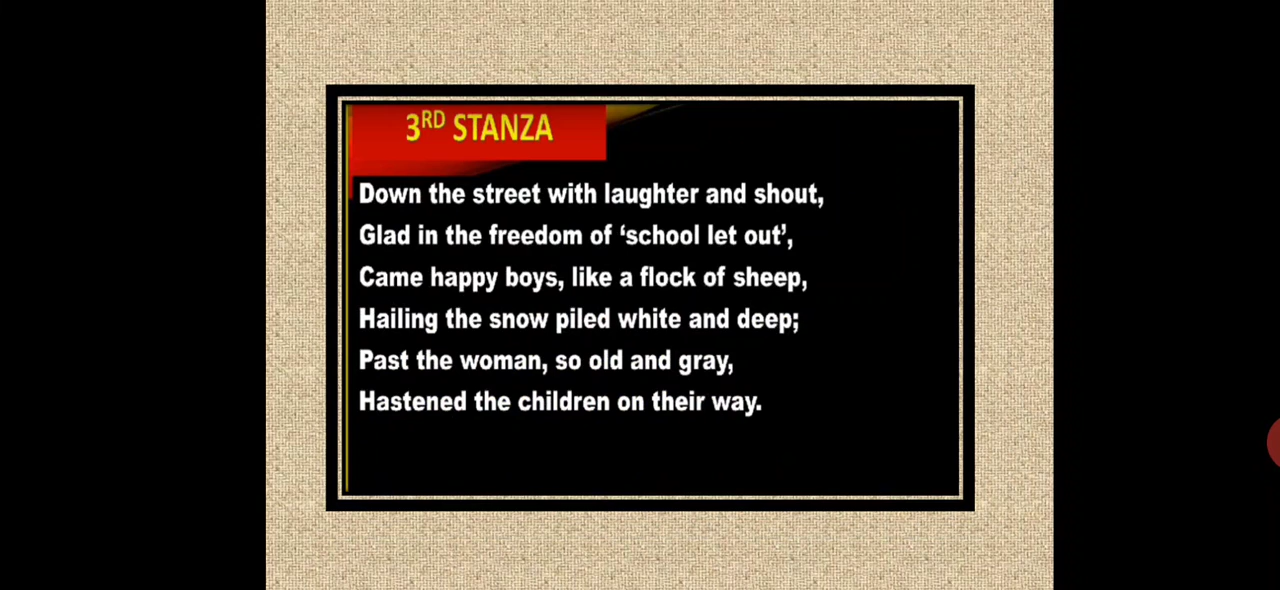 3RD STANZA
Down the street with laughter and shout,
Glad in the freedom of ‘school let out’,
Came happy boys, like a flock of sheep,
Hailing the snow piled white and deep;
Past the woman, so old and gray,
Hastened the children on their way.